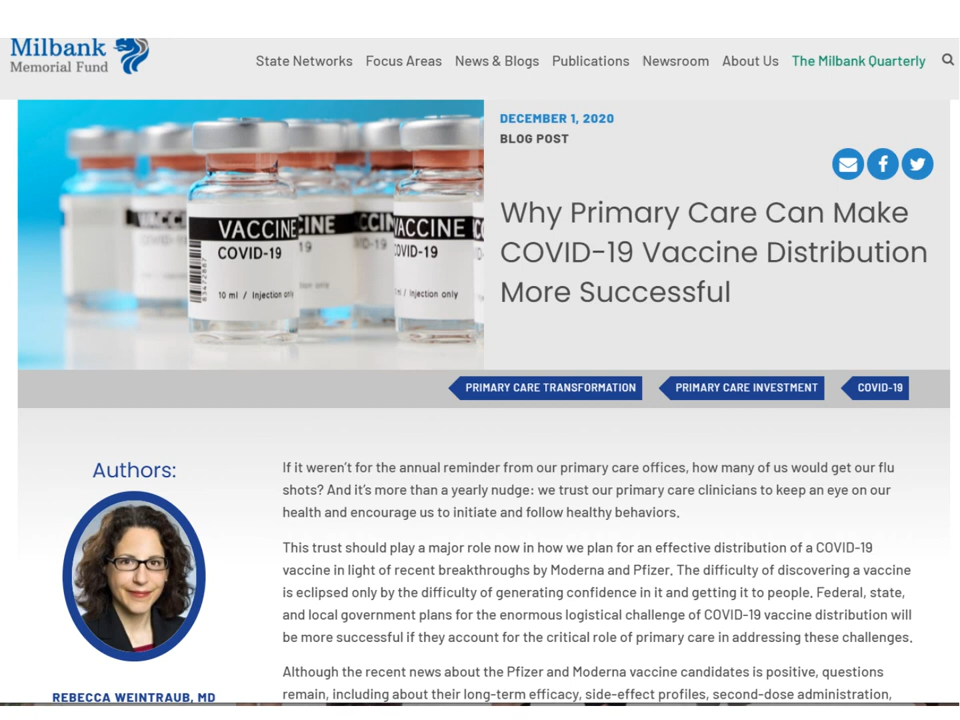 Milbank
Memorial Fund
State Networks Focus Areas News & Blogs Publications Newsroom About Us The Milbank Quarterly
DECEMBER 1, 2020
BLOG POST
Why Primary Care Can Make
COVID-19 Vaccine Distribution
More Successful
VACCINE
COVID-19
10 ml / Injection only
83472887
VACCINE
COVID-19
ml / Injection only
PRIMARY CARE TRANSFORMATION PRIMARY CARE INVESTMENT COVID-19
Authors:
REBECCA WEINTRAUB, MD
If it weren't for the annual reminder from our primary care offices, how many of us would get our flu
shots? And it's more than a yearly nudge: we trust our primary care clinicians to keep an eye on our
health and encourage us to initiate and follow healthy behaviors.
This trust should play a major role now in how we plan for an effective distribution of a COVID-19
vaccine in light of recent breakthroughs by Moderna and Pfizer. The difficulty of discovering a vaccine
is eclipsed only by the difficulty of generating confidence in it and getting it to people. Federal, state,
and local government plans for the enormous logistical challenge of COVID-19 vaccine distribution will
be more successful if they account for the critical role of primary care in addressing these challenges.
Although the recent news about the Pfizer and Moderna vaccine candidates is positive, questions
remain, including about their long-term efficacy, side-effect profiles, second-dose administration,